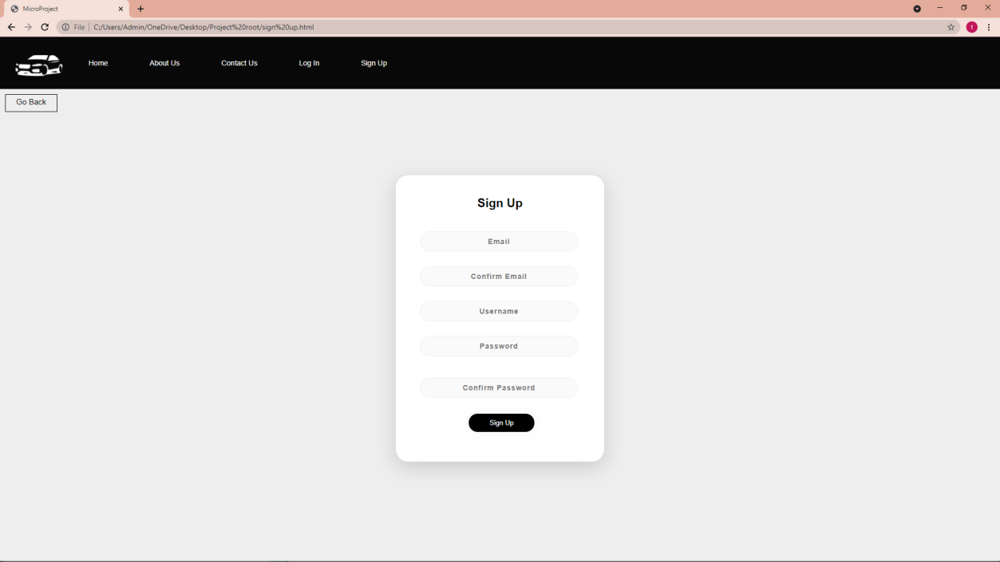 MicroProject
File C:/Users/Admin/OneDrive/Desktop/Project%20root/sign%20up.html
t
Home About Us Contact Us Log In Sign Up
Go Back
Sign Up
Email
Confirm Email
Username
Password
Confirm Password
Sign Up